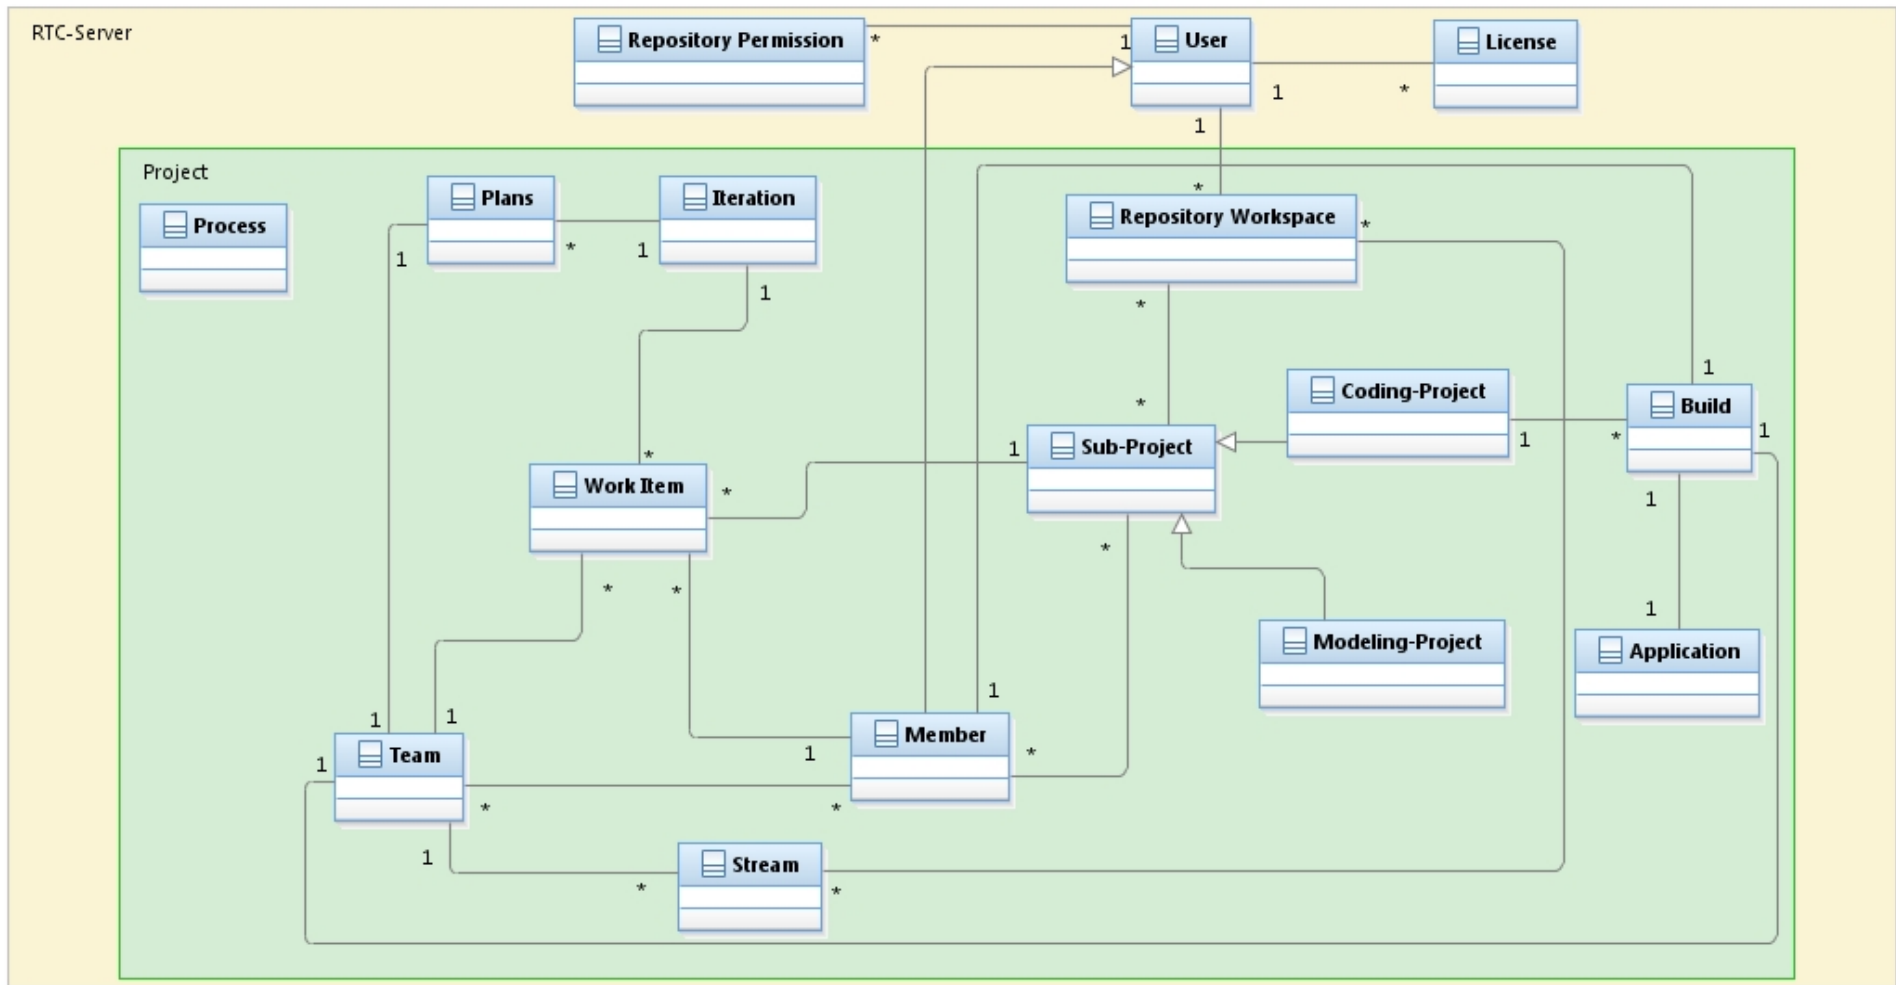 RTC-Server
Repository Permission
*
1
User
License
1
*
1
Project
Plans
Iteration
*
Repository Workspace
*
Process
1
*
1
1
*
1
Coding-Project
Build
*
1
Sub-Project
1
*
1
*
Work Item
*
1
*
*
*
1
Modeling-Project
Application
1
1
1
Member
*
1
Team
1
*
*
1
Stream
*
*